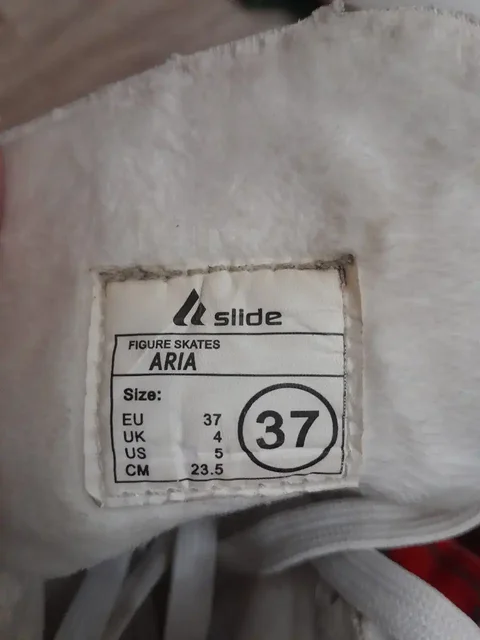 slide
FIGURE SKATES
ARIA
Size:
EU 37
UK 4
US 5
CM 23.5
37